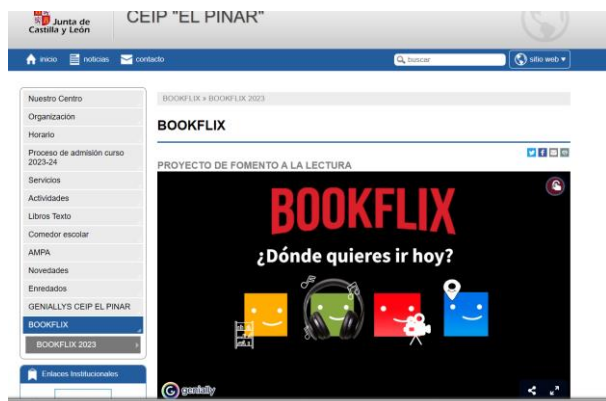 Junta de
Castilla y León
CEIP "EL PINAR"
inicio noticias contacto
buscar
sitio web
Nuestro Centro
Organización
Horario
Proceso de admisión curso
2023-24
Servicios
Actividades
Libros Texto
Comedor escolar
AMPA
Novedades
Enredados
GENIALLYS CEIP EL PINAR
BOOKFLIX
BOOKFLIX 2023
Enlaces Institucionales
BOOKFLIX » BOOKFLIX 2023
BOOKFLIX
PROYECTO DE FOMENTO A LA LECTURA
BOOKFLIX
¿Dónde quieres ir hoy?
genially